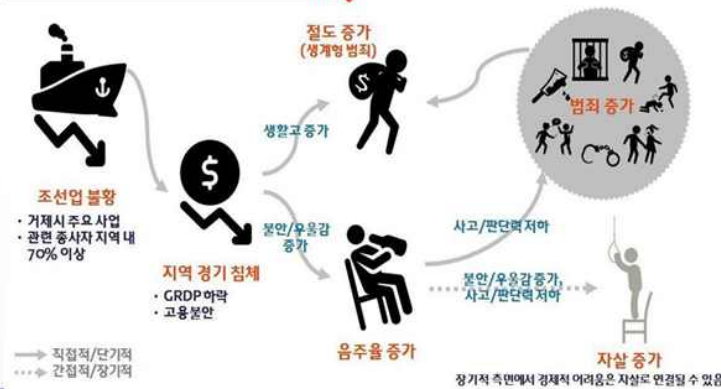 절도 증가
(생계형 범죄)
범죄 증가
생활고 증가
조선업 불황
• 거제시 주요 사업
• 관련 종사자 지역 내
70% 이상
불안/우울감
증가
사고/판단력 저하
지역 경기 침체
• GRDP 하락
• 고용불안
불안/우울감 증가,
사고/판단력 저하
음주율 증가
자살 증가
직접적/단기적
간접적/장기적
장기적 측면에서 경제적 어려움은 자살로 연결될 수 있음